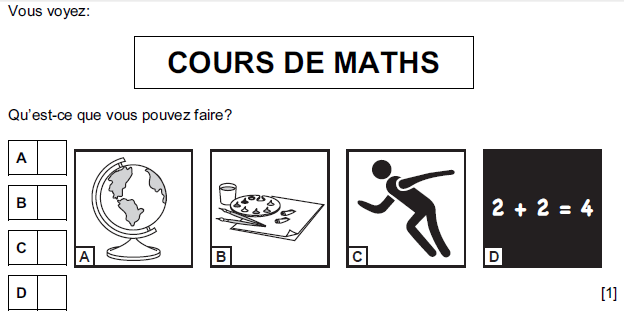 Vous voyez:
COURS DE MATHS
Qu'est-ce que vous pouvez faire?
A
B
C
D
A
B
C
D
2 + 2 = 4
[1]